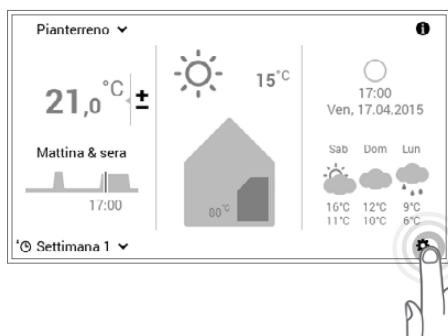 Pianterreno
21,0 °C ±
Mattina & sera
17:00
Settimana 1
15°C
80°C
17:00
Ven, 17.04.2015
Sab Dom Lun
16°C 12°C 9°C
11°C 10°C 6°C